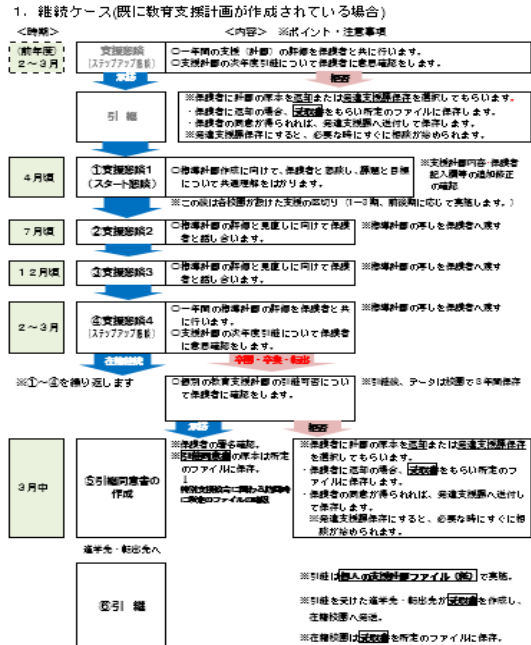 1. 継続ケース(既に教育支援計画が作成されている場合)
＜時期＞
＜内容＞ ※ポイント・注意事項
(前年度)
２～３月
支援懇談
(ステップアップ懇談)
○一年間の支援（計画）の評価を保護者と共に行います。
○支援計画の次年度引継について保護者に意思確認をします。
承諾
拒否
引 継
※保護者に計画の原本を返却または発達支援課保存を選択してもらいます。
・保護者に返却の場合、受取書をもらい所定のファイルに保存します。
・保護者の同意が得られれば、発達支援課へ送付して保存します。
※発達支援課保存にすると、必要な時にすぐに相談が始められます。
４月頃
①支援懇談1
(スタート懇談)
○指導計画作成に向けて、保護者と懇談し、課題と目標
について共通理解をはかります。
※支援計画内容・保護者
記入欄等の追加修正
の確認
※この後は各校園が設けた支援の区切り（1～3期、前後期に応じて実施します。）
７月頃
②支援懇談2
○指導計画の評価と見直しに向けて保護
者と話し合います。
※指導計画の写しを保護者へ渡す
１２月頃
③支援懇談3
○指導計画の評価と見直しに向けて保護
者と話し合います。
※指導計画の写しを保護者へ渡す
２～３月
④支援懇談4
(ステップアップ懇談)
○一年間の指導計画の評価を保護者と共
に行います。
○支援計画の次年度引継について保護者
に意思確認をします。
※指導計画の写しを保護者へ渡す
在籍継続
卒園・卒業・転出
※①～④を繰り返します
○個別の教育支援計画の引継可否につい
て保護者に確認をします。
※引継後、データは校園で３年間保存
承諾
拒否
３月中
⑤引継同意書の
作成
※保護者の署名確認。
※引継同意書の原本は所定
のファイルに保存。
↓
※保護者に計画の原本を返却または発達支援課保存
を選択してもらいます。
・保護者に返却の場合、受取書をもらい所定のフ
ァイルに保存します。
・保護者の同意が得られれば、発達支援課へ送付し
て保存します。
※発達支援課保存にすると、必要な時にすぐに相
談が始められます。
進学先・転出先へ
⑥引 継
※引継は個人の支援計画ファイル（紙）で実施。
※引継を受けた進学先・転出先が受取書を作成し、
在籍校園へ発送。
※在籍校園は受取書を所定のファイルに保存。